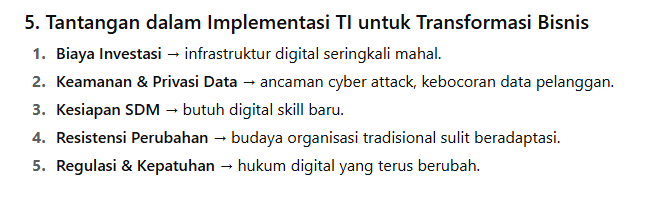 5. Tantangan dalam Implementasi TI untuk Transformasi Bisnis
1. Biaya Investasi → infrastruktur digital seringkali mahal.
2. Keamanan & Privasi Data → ancaman cyber attack, kebocoran data pelanggan.
3. Kesiapan SDM → butuh digital skill baru.
4. Resistensi Perubahan → budaya organisasi tradisional sulit beradaptasi.
5. Regulasi & Kepatuhan → hukum digital yang terus berubah.